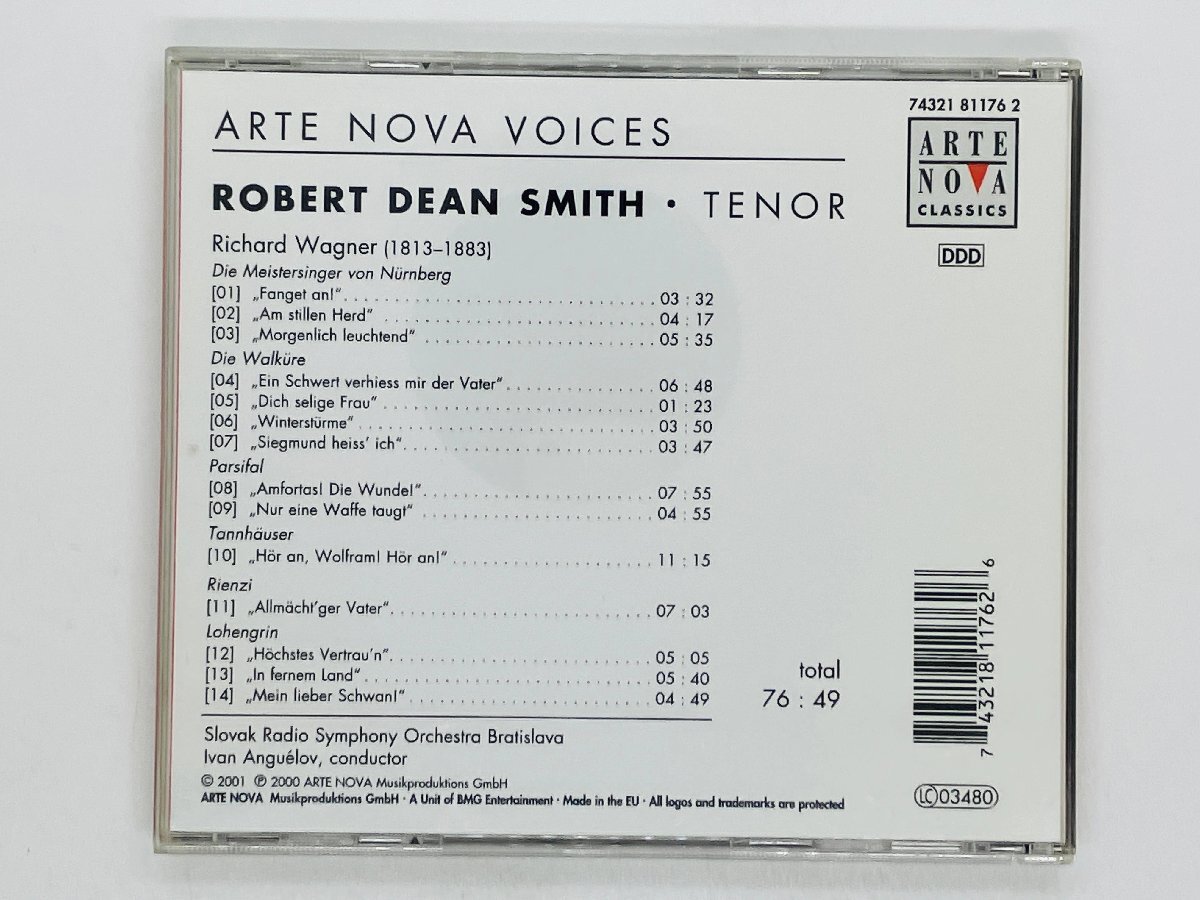 ARTE NOVA VOICES
74321 81176 2
ARTE
NOVA
CLASSICS
DDD
ROBERT DEAN SMITH · TENOR
Richard Wagner (1813–1883)
Die Meistersinger von Nürnberg
[01] „Fanget an!“ 03 : 32
[02] „Am stillen Herd“ 04 : 17
[03] „Morgenlich leuchtend“ 05 : 35
Die Walküre
[04] „Ein Schwert verhiess mir der Vater“ 06 : 48
[05] „Dich selige Frau“ 01 : 23
[06] „Winterstürme“ 03 : 50
[07] „Siegmund heiss’ ich“ 03 : 47
Parsifal
[08] „Amfortas! Die Wunde!“ 07 : 55
[09] „Nur eine Waffe taugt“ 04 : 55
Tannhäuser
[10] „Hör an, Wolfram! Hör an!“ 11 : 15
Rienzi
[11] „Allmächt’ger Vater“ 07 : 03
Lohengrin
[12] „Höchstes Vertrau’n“ 05 : 05
[13] „In fernem Land“ 05 : 40
[14] „Mein lieber Schwan!“ 04 : 49
total
76 : 49
Slovak Radio Symphony Orchestra Bratislava
Ivan Anguélov, conductor
© 2001 ℗ 2000 ARTE NOVA Musikproduktions GmbH
ARTE NOVA Musikproduktions GmbH · A Unit of BMG Entertainment · Made in the EU · All logos and trademarks are protected
7 43218 11762 6
LC 03480